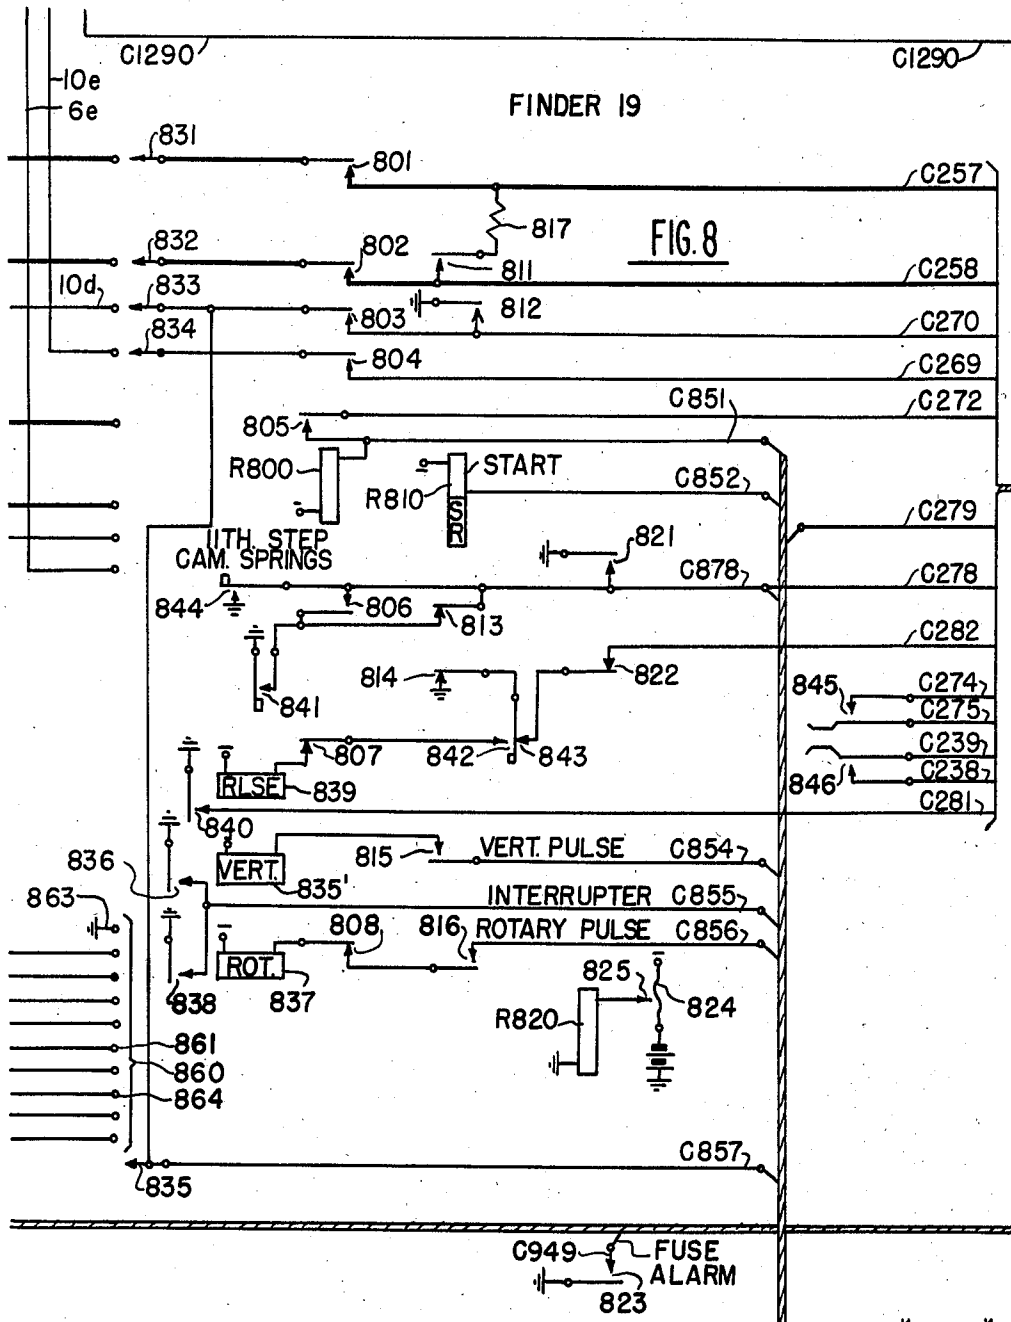 C1290 C1290
10e
6e
FINDER 19
831
801
C257
817
FIG. 8
832
802
811
C258
10d
833
803
812
C270
834
804
C269
C851
C272
805
R800
START
R810
C852
S
R
C279
11TH. STEP
CAM. SPRINGS
821
C878
C278
844
806
813
C282
814
822
841
845
C274
C275
807
842
843
C239
846
C238
RLSE
839
C281
840
836
VERT.
835'
815
VERT. PULSE
C854
863
INTERRUPTER
C855
808
816
ROTARY PULSE
C856
ROT.
837
838
825
824
R820
861
860
864
C857
835
C949
FUSE
ALARM
823